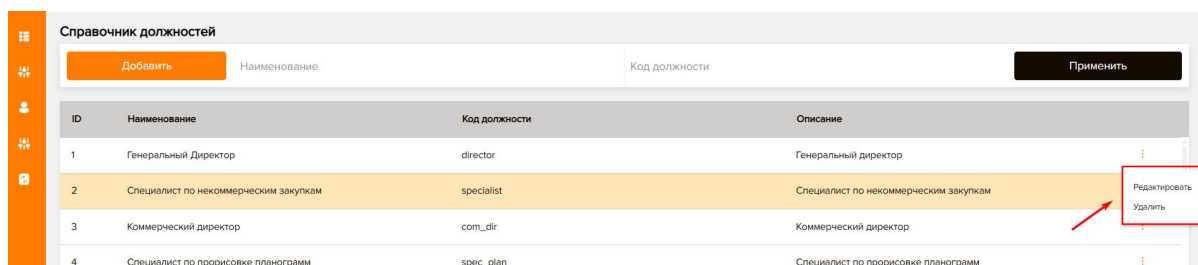 Справочник должностей
Добавить Наименование Код должности Применить
ID Наименование Код должности Описание
1 Генеральный Директор director Генеральный директор
2 Специалист по некоммерческим закупкам specialist Специалист по некоммерческим закупкам
Редактировать
Удалить
3 Коммерческий директор com_dir Коммерческий директор
4 Специалист по прорисовке планограмм spec_plan Специалист по прорисовке планограмм